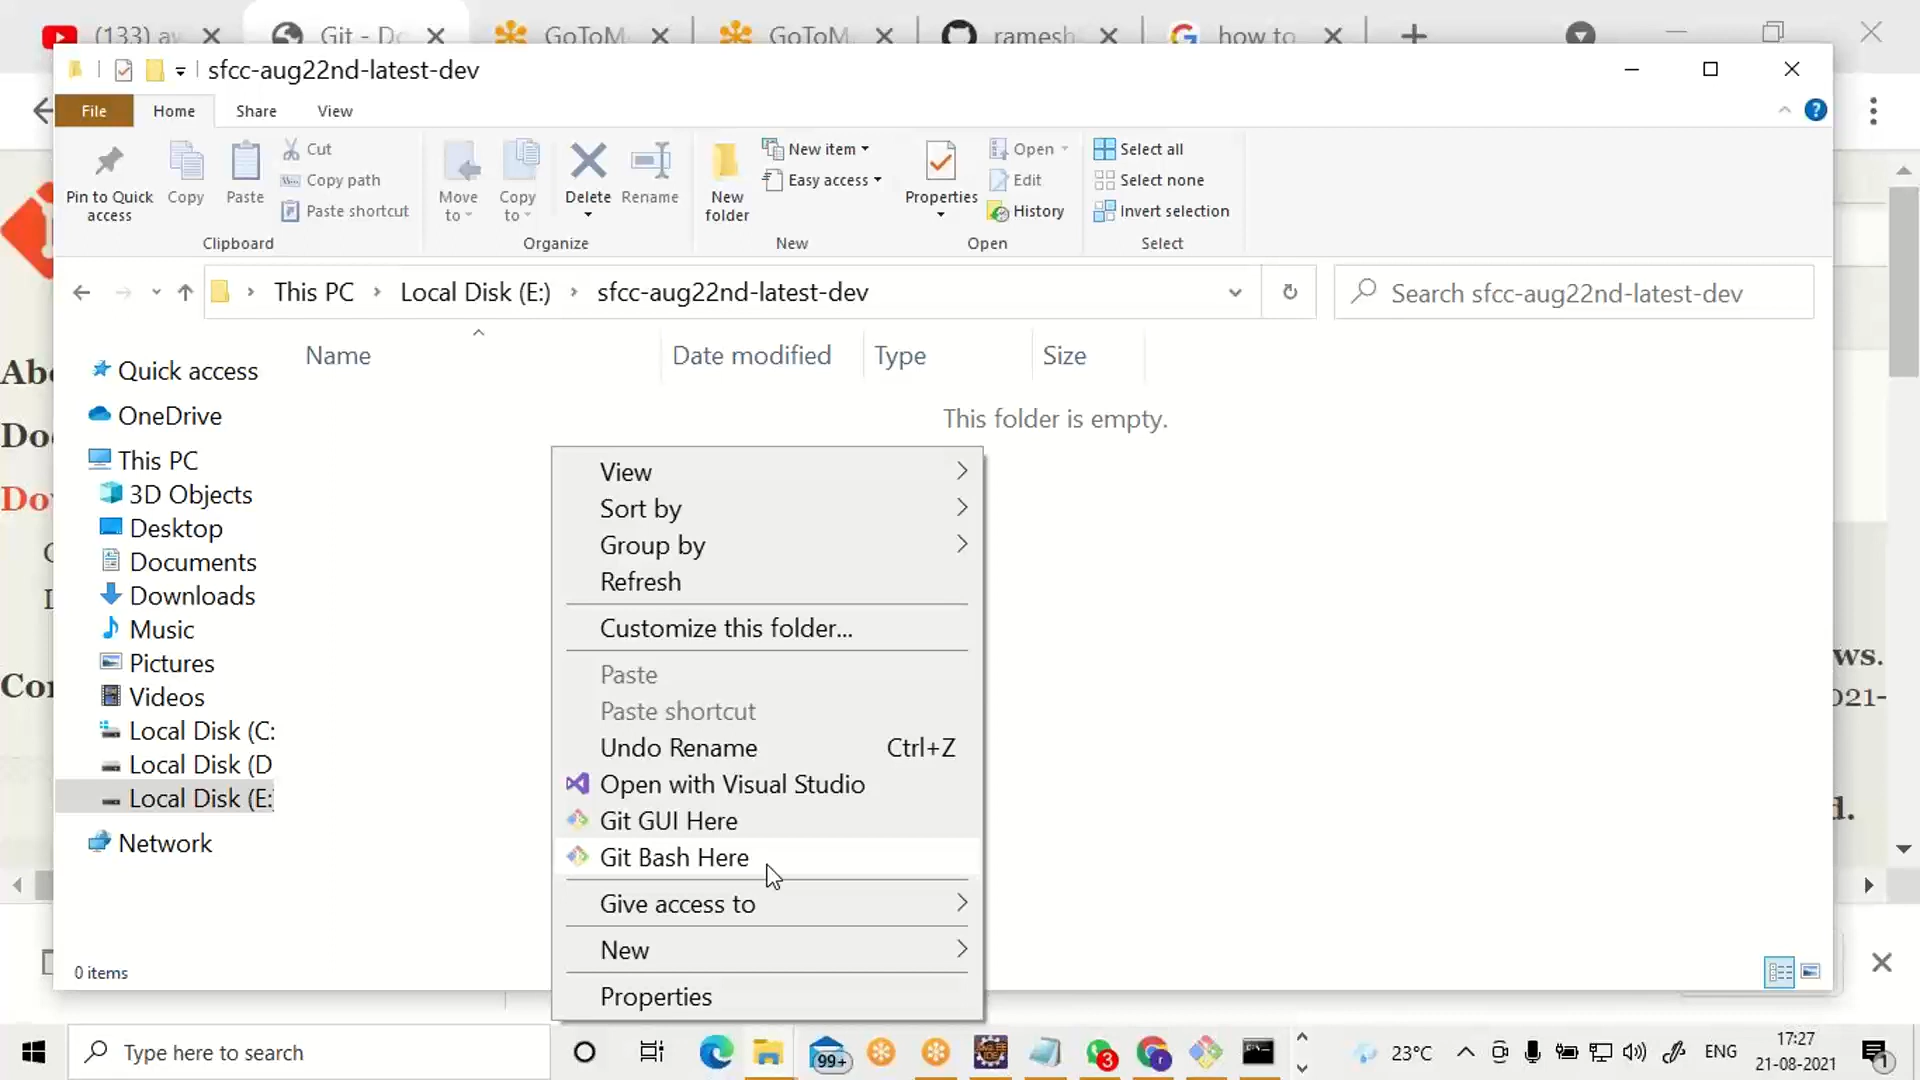 (133) aw
Git - Do
GoToM
GoToM
ramesh
how to
sfcc-aug22nd-latest-dev
File
Home
Share
View
Pin to Quick access
Copy
Paste
Cut
Copy path
Paste shortcut
Clipboard
Move to
Copy to
Delete
Rename
Organize
New folder
New item
Easy access
New
Properties
Open
Edit
History
Open
Select all
Select none
Invert selection
Select
This PC
Local Disk (E:)
sfcc-aug22nd-latest-dev
Search sfcc-aug22nd-latest-dev
Name
Date modified
Type
Size
This folder is empty.
Quick access
OneDrive
This PC
3D Objects
Desktop
Documents
Downloads
Music
Pictures
Videos
Local Disk (C:
Local Disk (D
Local Disk (E:
Network
View
Sort by
Group by
Refresh
Customize this folder...
Paste
Paste shortcut
Undo Rename Ctrl+Z
Open with Visual Studio
Git GUI Here
Git Bash Here
Give access to
New
Properties
0 items
ws.
021-
d.
Type here to search
99+
3
23°C
ENG
17:27
21-08-2021
1